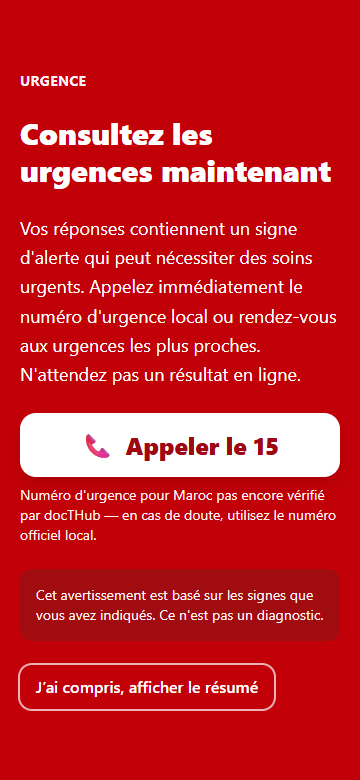 URGENCE
Consultez les
urgences maintenant
Vos réponses contiennent un signe
d'alerte qui peut nécessiter des soins
urgents. Appelez immédiatement le
numéro d'urgence local ou rendez-vous
aux urgences les plus proches.
N'attendez pas un résultat en ligne.
Appeler le 15
Numéro d'urgence pour Maroc pas encore vérifié
par docTHub — en cas de doute, utilisez le numéro
officiel local.
Cet avertissement est basé sur les signes que
vous avez indiqués. Ce n'est pas un diagnostic.
J’ai compris, afficher le résumé